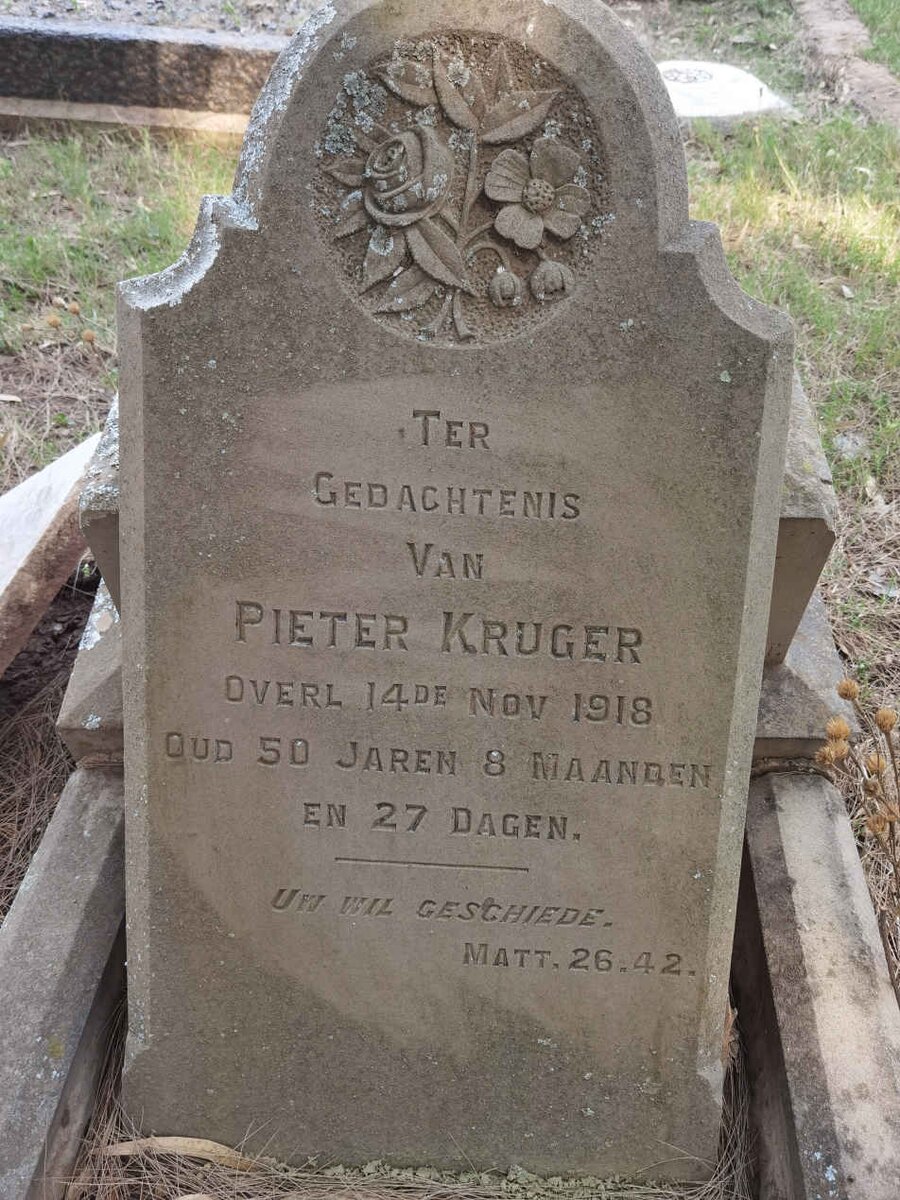 TER
GEDACHTENIS
VAN
PIETER KRUGER
OVERL 14DE NOV 1918
OUD 50 JAREN 8 MAANDEN
EN 27 DAGEN.
UW WIL GESCHIEDE.
MATT. 26.42.